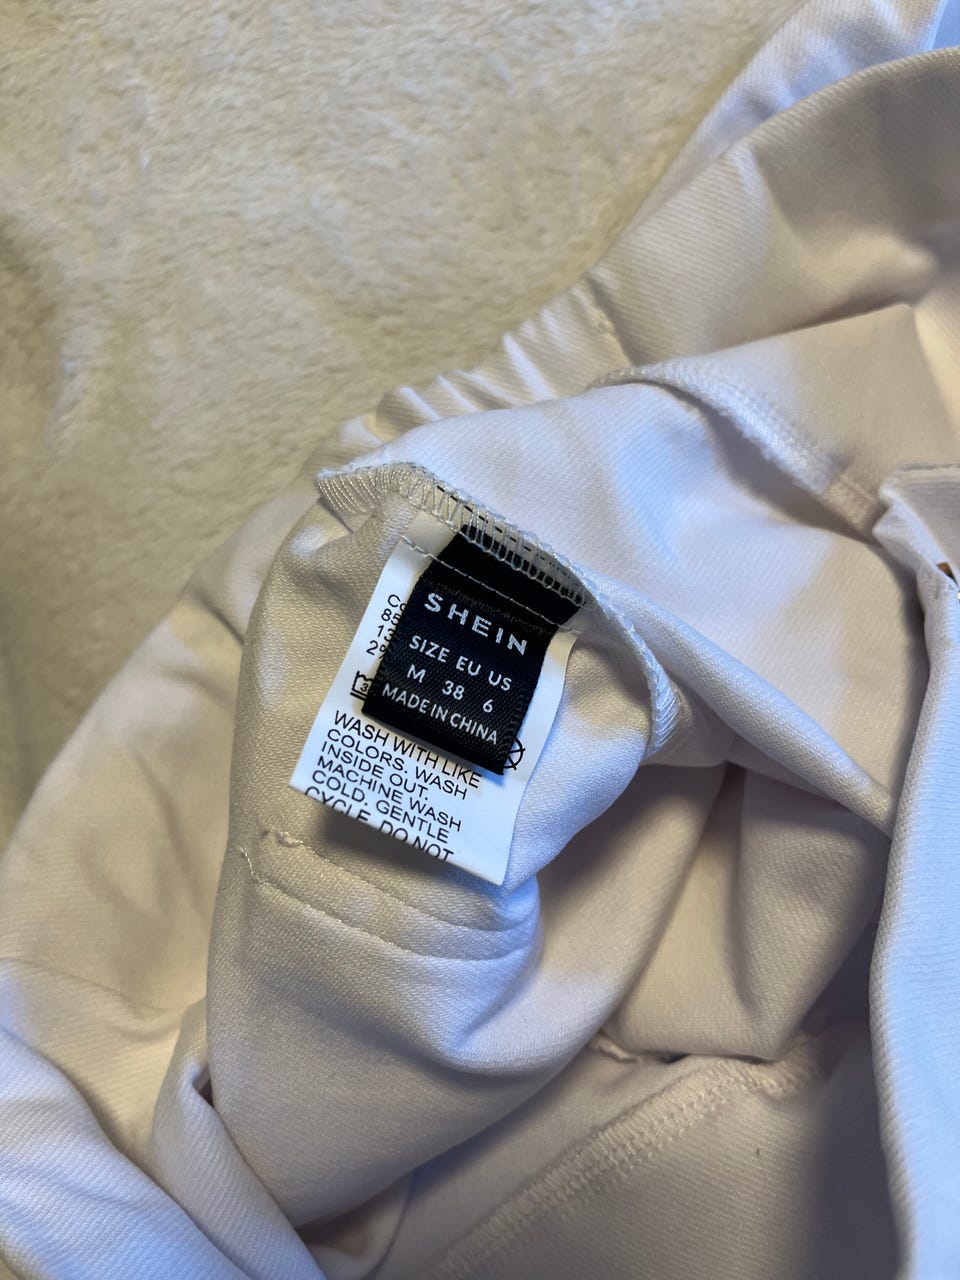 SHEIN
SIZE EU US
M 38 6
MADE IN CHINA
WASH WITH LIKE
COLORS. WASH
INSIDE OUT.
MACHINE WASH
COLD. GENTLE
CYCLE. DO NOT